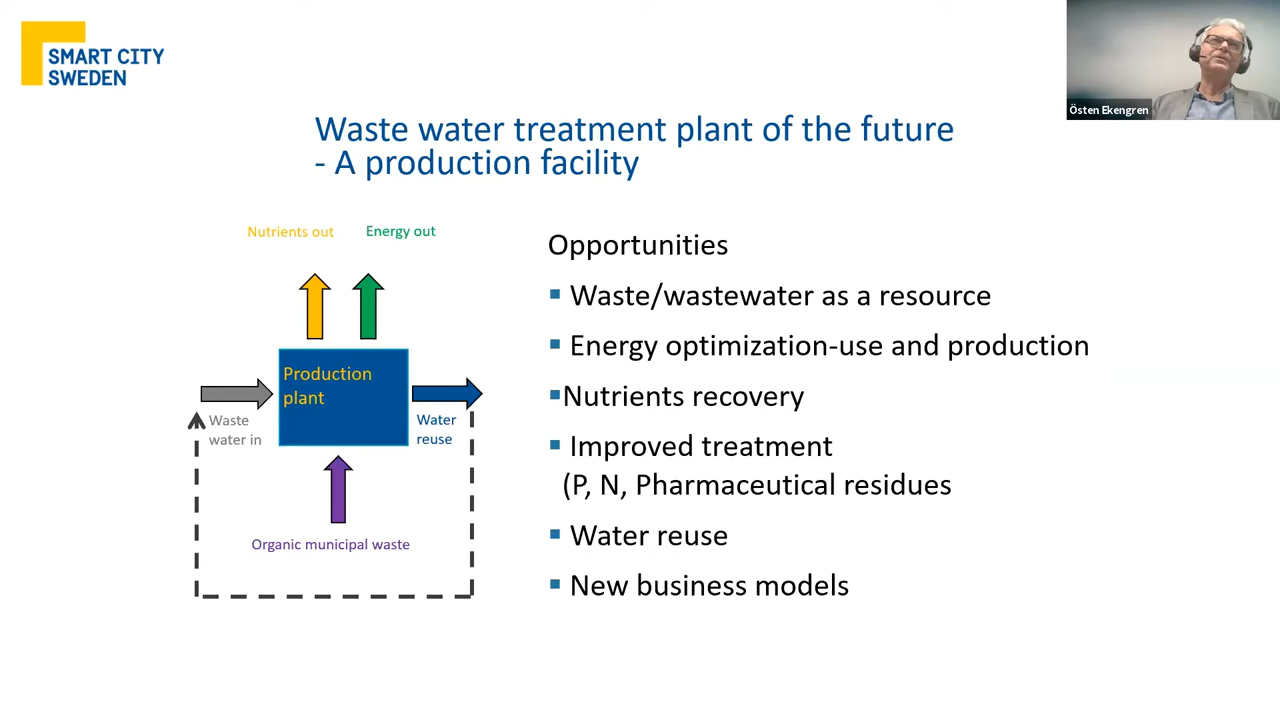 SMART CITY
SWEDEN
Östen Ekengren
Waste water treatment plant of the future
- A production facility
Nutrients out
Energy out
Production
plant
Waste
water in
Water
reuse
Organic municipal waste
Opportunities
▪ Waste/wastewater as a resource
▪ Energy optimization-use and production
▪Nutrients recovery
▪ Improved treatment
(P, N, Pharmaceutical residues
▪ Water reuse
▪ New business models